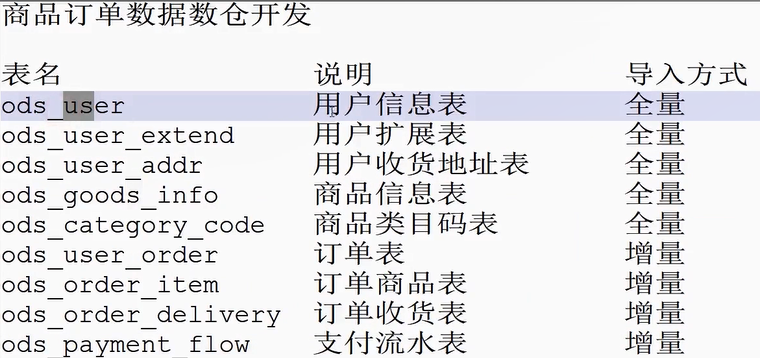 商品订单数据数仓开发
表名 说明 导入方式
ods_user 用户信息表 全量
ods_user_extend 用户扩展表 全量
ods_user_addr 用户收货地址表 全量
ods_goods_info 商品信息表 全量
ods_category_code 商品类目码表 全量
ods_user_order 订单表 增量
ods_order_item 订单商品表 增量
ods_order_delivery 订单收货表 增量
ods_payment_flow 支付流水表 增量